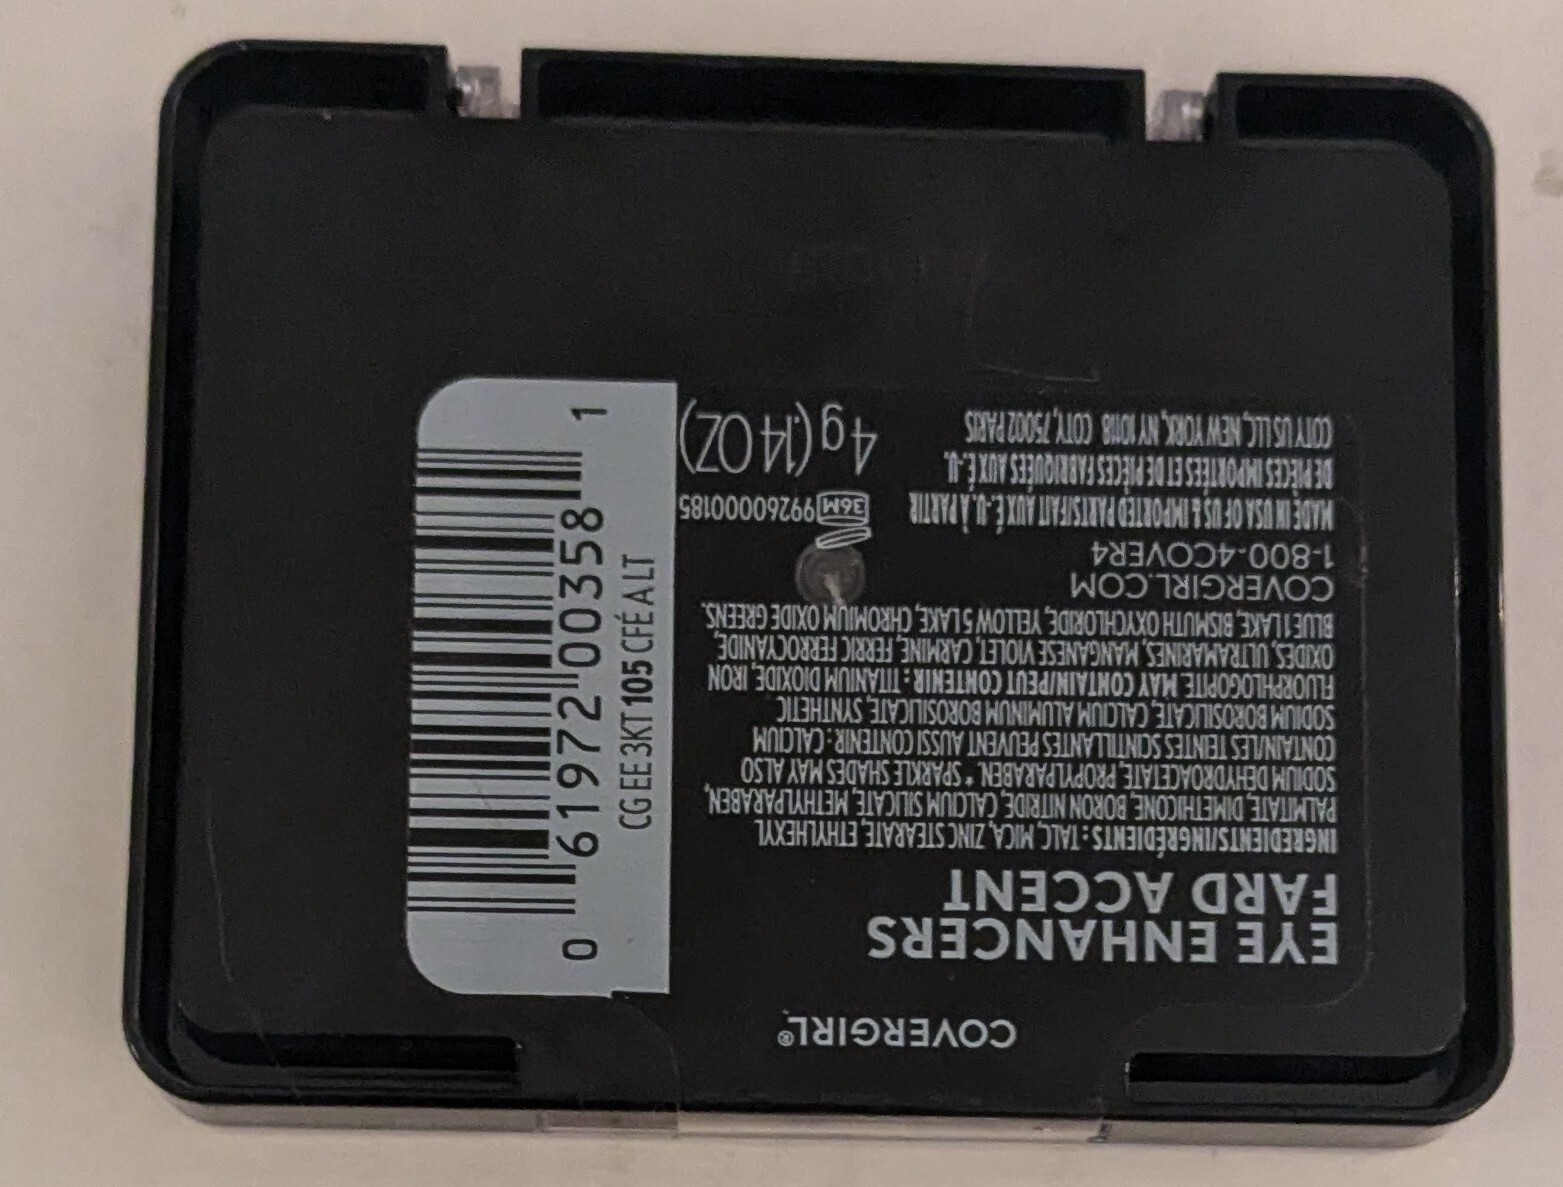 COVERGIRL®
EYE ENHANCERS
FARD ACCENT
INGREDIENTS/INGRÉDIENTS : TALC, MICA, ZINC STEARATE, ETHYLHEXYL
PALMITATE, DIMETHICONE, BORON NITRIDE, CALCIUM SILICATE, METHYLPARABEN,
SODIUM DEHYDROACETATE, PROPYLPARABEN. *SPARKLE SHADES MAY ALSO
CONTAIN/LES TEINTES SCINTILLANTES PEUVENT AUSSI CONTENIR : CALCIUM
SODIUM BOROSILICATE, CALCIUM ALUMINUM BOROSILICATE, SYNTHETIC
FLUORPHLOGOPITE. MAY CONTAIN/PEUT CONTENIR : TITANIUM DIOXIDE, IRON
OXIDES, ULTRAMARINES, MANGANESE VIOLET, CARMINE, FERRIC FERROCYANIDE,
BLUE 1 LAKE, BISMUTH OXYCHLORIDE, YELLOW 5 LAKE, CHROMIUM OXIDE GREENS.
COVERGIRL.COM
1-800-4COVER4
MADE IN USA OF US & IMPORTED PARTS/FAIT AUX É.-U. À PARTIR
DE PIÈCES IMPORTÉES ET DE PIÈCES FABRIQUÉES AUX É.-U.
COTY US LLC, NEW YORK, NY 10118 COTY, 75002 PARIS
36M
99260000185
4 g (.14 OZ)
CG EE 3KT 105 CFÉ A LT
0 61972 00358 1